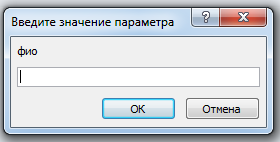 Введите значение параметра
фио
ОК
Отмена